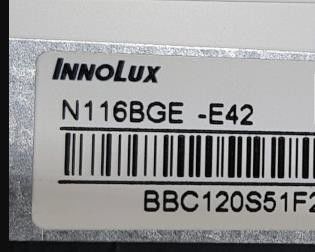 INNOLUX
N116BGE -E42
BBC120S51F2